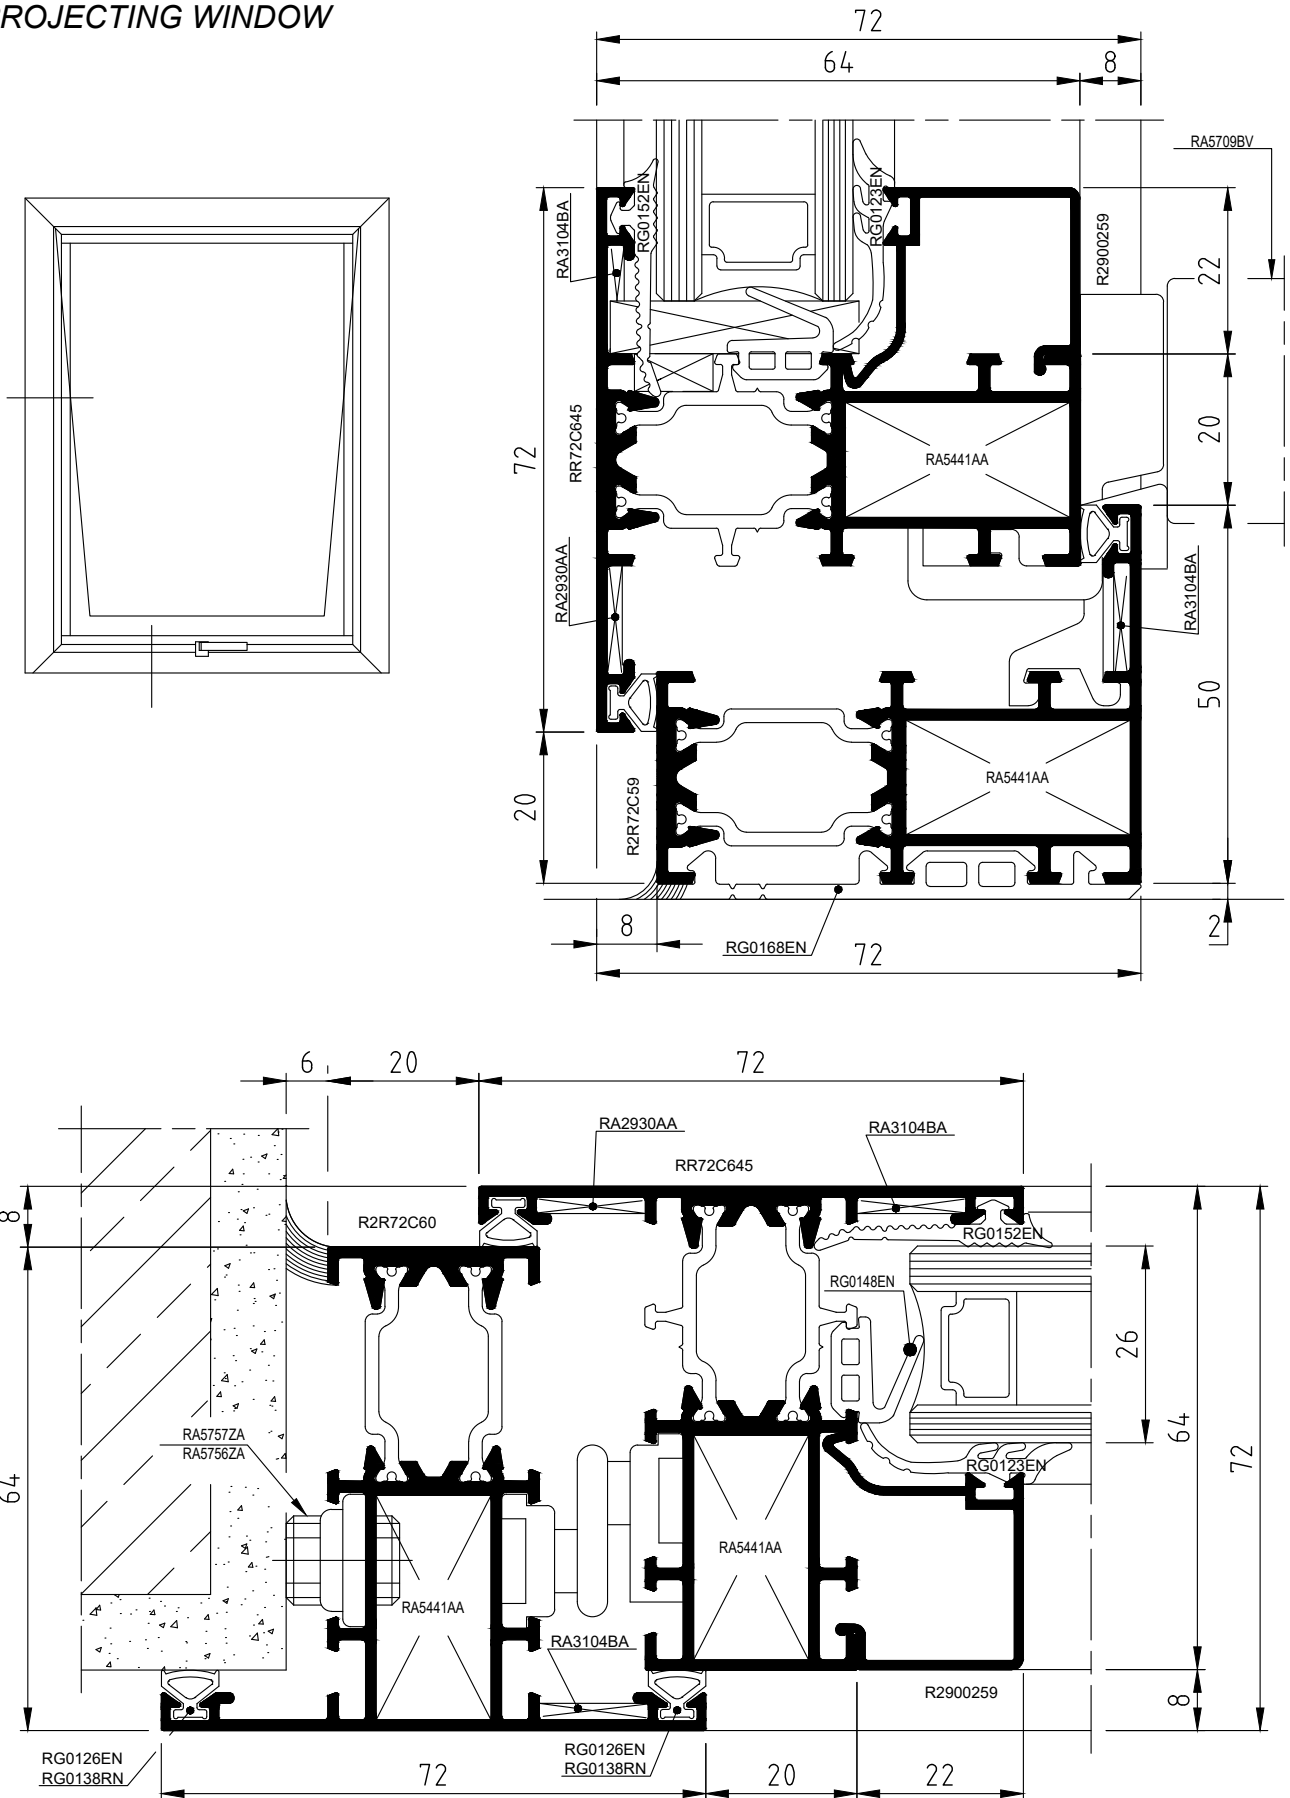 ROJECTING WINDOW
72
64
8
RA5709BV
RA3104BA
RG0152EN
RG0123EN
R2900259
22
72
RR72C645
RA5441AA
20
RA2930AA
RA3104BA
50
RA5441AA
20
R2R72C59
8
RG0168EN
72
2
6
20
72
RA2930AA
RA3104BA
RR72C645
8
R2R72C60
RG0152EN
RG0148EN
26
64
72
RA5757ZA
RA5756ZA
RG0123EN
64
RA5441AA
RA5441AA
RA3104BA
R2900259
8
RG0126EN
RG0138RN
RG0126EN
RG0138RN
72
20
22